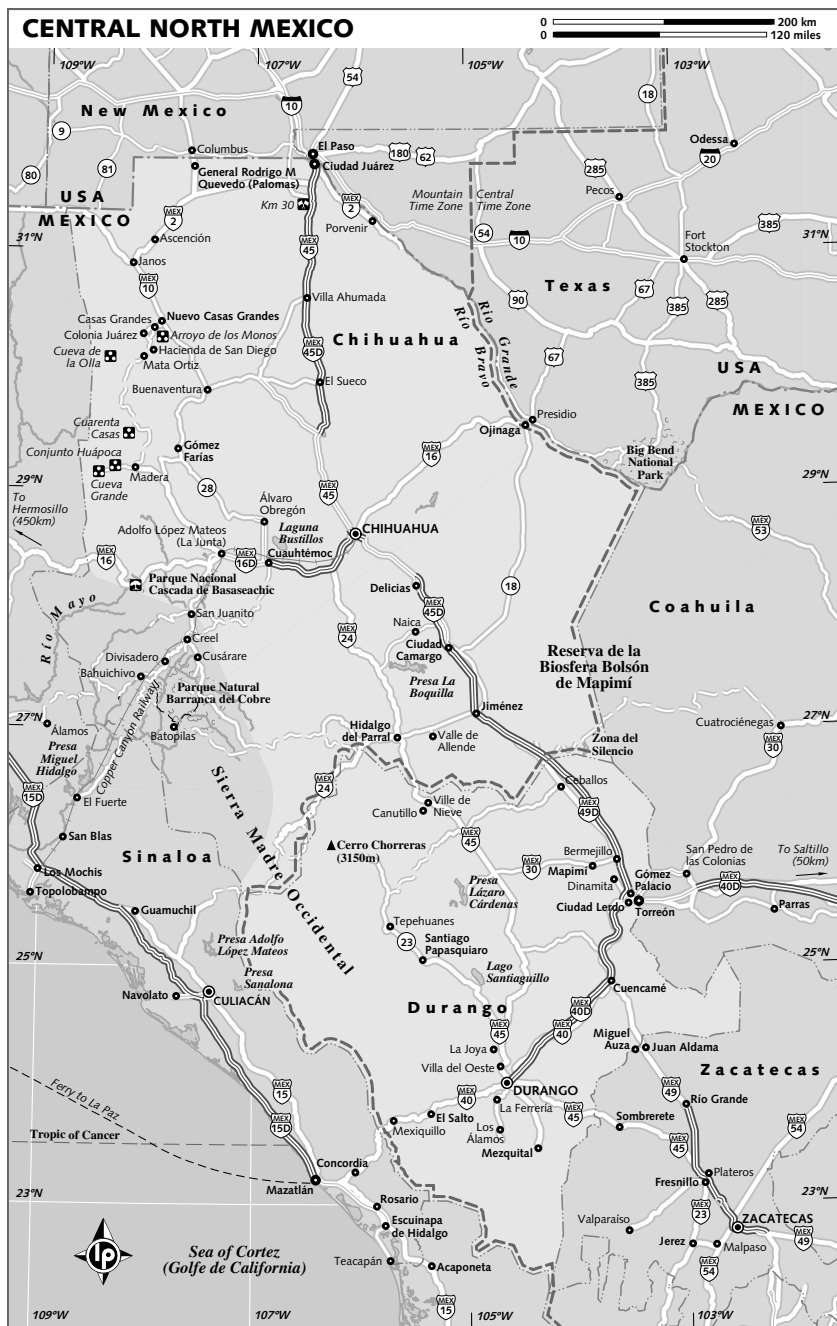 CENTRAL NORTH MEXICO
0 200 km
0 120 miles
109°W
107°W
105°W
103°W
54
18
10
New Mexico
9
Columbus
El Paso
180
62
Odessa
20
80
81
General Rodrigo M
Quevedo (Palomas)
Ciudad Juárez
285
Pecos
USA
MEXICO
MEX
2
Km 30
MEX
2
Mountain
Time Zone
Central
Time Zone
385
31°N
Ascención
MEX
45
Porvenir
54
10
Fort
Stockton
31°N
Janos
MEX
10
Texas
Villa Ahumada
90
67
385
285
Casas Grandes
Nuevo Casas Grandes
Colonia Juárez
Arroyo de los Monos
Cueva de
la Olla
Hacienda de San Diego
Mata Ortiz
Chihuahua
Rio Grande
Río Bravo
MEX
45D
67
USA
MEXICO
Buenaventura
El Sueco
385
Presidio
Ojinaga
Cuarenta
Casas
Gómez
Farías
MEX
16
Big Bend
National
Park
Conjunto Huápoca
Madera
Cueva
Grande
29°N
29°N
To
Hermosillo
(450km)
28
MEX
45
Álvaro
Obregón
Laguna
Bustillos
CHIHUAHUA
MEX
53
Adolfo López Mateos
(La Junta)
MEX
16
MEX
16D
Cuauhtémoc
Parque Nacional
Cascada de Basaseachic
Delicias
MEX
45D
18
Coahuila
Río Mayo
San Juanito
MEX
24
Naica
Ciudad
Camargo
Creel
Divisadero
Cusárare
Bahuichivo
Reserva de la
Biosfera Bolsón
de Mapimí
Parque Natural
Barranca del Cobre
Presa La
Boquilla
Jiménez
27°N
27°N
Álamos
Batopilas
Hidalgo
del Parral
Valle de
Allende
Cuatrociénegas
MEX
30
Presa
Miguel
Hidalgo
Copper Canyon Railway
Zona del
Silencio
MEX
15D
MEX
24
Ceballos
El Fuerte
Ville de
Nieve
Canutillo
MEX
49D
San Blas
Sierra Madre Occidental
Cerro Chorreras
(3150m)
MEX
45
Sinaloa
Bermejillo
MEX
30
Mapimí
Dinamita
San Pedro de
las Colonias
To Saltillo
(50km)
Los Mochis
Topolobampo
Gómez
Palacio
Presa
Lázaro
Cárdenas
Ciudad Lerdo
Torreón
MEX
40D
Parras
Guamuchil
Tepehuanes
23
Santiago
Papasquiaro
Presa Adolfo
López Mateos
25°N
25°N
Presa
Sanalona
Lago
Santiaguillo
Cuencamé
Navolato
CULIACÁN
Durango
MEX
40D
MEX
45
MEX
40
La Joya
Miguel
Auza
Juan Aldama
Villa del Oeste
Zacatecas
DURANGO
MEX
49
Río Grande
Ferry to La Paz
MEX
15
MEX
40
La Ferrería
El Salto
MEX
45
Sombrerete
MEX
54
MEX
15D
Mexiquillo
Los
Álamos
Tropic of Cancer
Mezquital
MEX
45
Concordia
Plateros
Fresnillo
23°N
Mazatlán
23°N
Rosario
MEX
23
ZACATECAS
Valparaíso
Escuinapa
de Hidalgo
MEX
49
Jerez
Malpaso
lp
Sea of Cortez
(Golfe de California)
Teacapán
Acaponeta
MEX
54
MEX
15
109°W
107°W
105°W
103°W